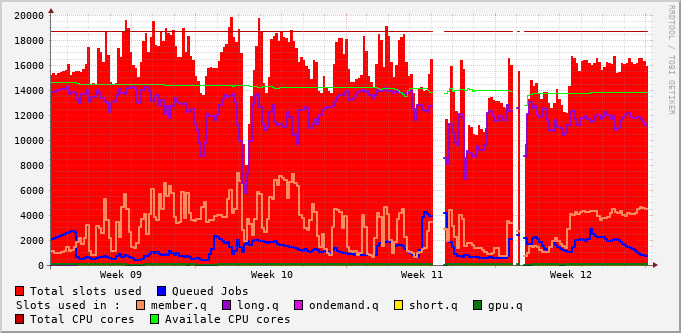 20000
18000
16000
14000
12000
10000
8000
6000
4000
2000
0
Week 09 Week 10 Week 11 Week 12
RRDTOOL / TOBI OETIKER
Total slots used Queued Jobs
Slots used in : member.q long.q ondemand.q short.q gpu.q
Total CPU cores Availale CPU cores